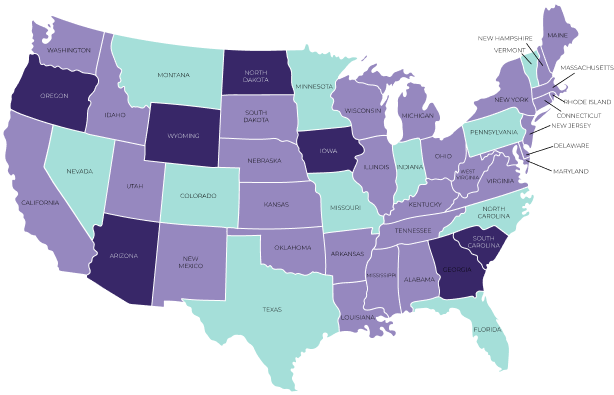 NEW HAMPSHIRE
MAINE
VERMONT
WASHINGTON
MASSACHUSETTS
MONTANA
NORTH
DAKOTA
MINNESOTA
OREGON
NEW YORK
RHODE ISLAND
IDAHO
SOUTH
DAKOTA
WISCONSIN
MICHIGAN
CONNECTICUT
NEW JERSEY
WYOMING
PENNSYLVANIA
IOWA
DELAWARE
NEBRASKA
OHIO
NEVADA
ILLINOIS
INDIANA
WEST
VIRGINIA
MARYLAND
UTAH
COLORADO
VIRGINIA
CALIFORNIA
KANSAS
MISSOURI
KENTUCKY
NORTH
CAROLINA
TENNESSEE
SOUTH
CAROLINA
OKLAHOMA
ARKANSAS
ARIZONA
NEW
MEXICO
GEORGIA
MISSISSIPPI
ALABAMA
TEXAS
LOUISIANA
FLORIDA